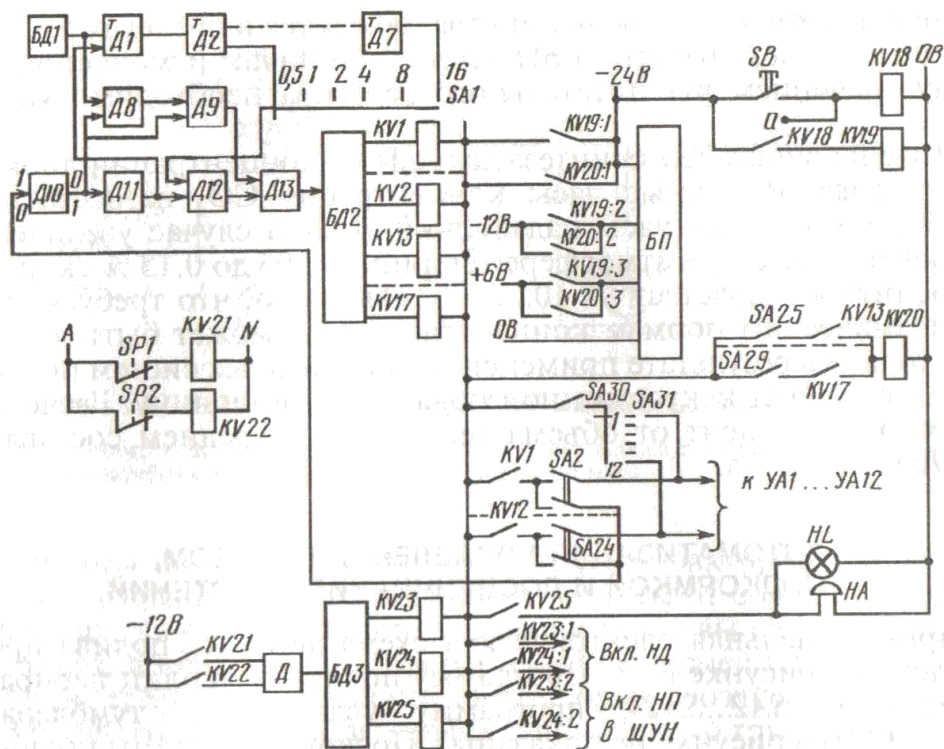 БД1
Т
Д1
Т
Д2
Т
Д7
0,5 1 2 4 8 16
SA1
-24В
SB
KV18
0В
Д8
Д9
KV1
KV19:1
а
KV18
KV19
1
0
Д10
0
1
Д11
Д12
Д13
БД2
KV2
KV20:1
KV13
-12В
KV19:2
KV20:2
БП
KV17
+6В
KV19:3
KV20:3
0В
SA25
KV13
KV20
SA29
KV17
A
SP1
KV21
N
SP2
KV22
SA30
SA31
1
12
KV1
SA2
к УА1 ... УА12
KV12
SA24
HL
HA
KV23
KV25
-12В
KV21
KV22
Д
БД3
KV24
KV25
KV23:1
KV24:1
Вкл. НД
KV23:2
KV24:2
Вкл. НП
в ШУН